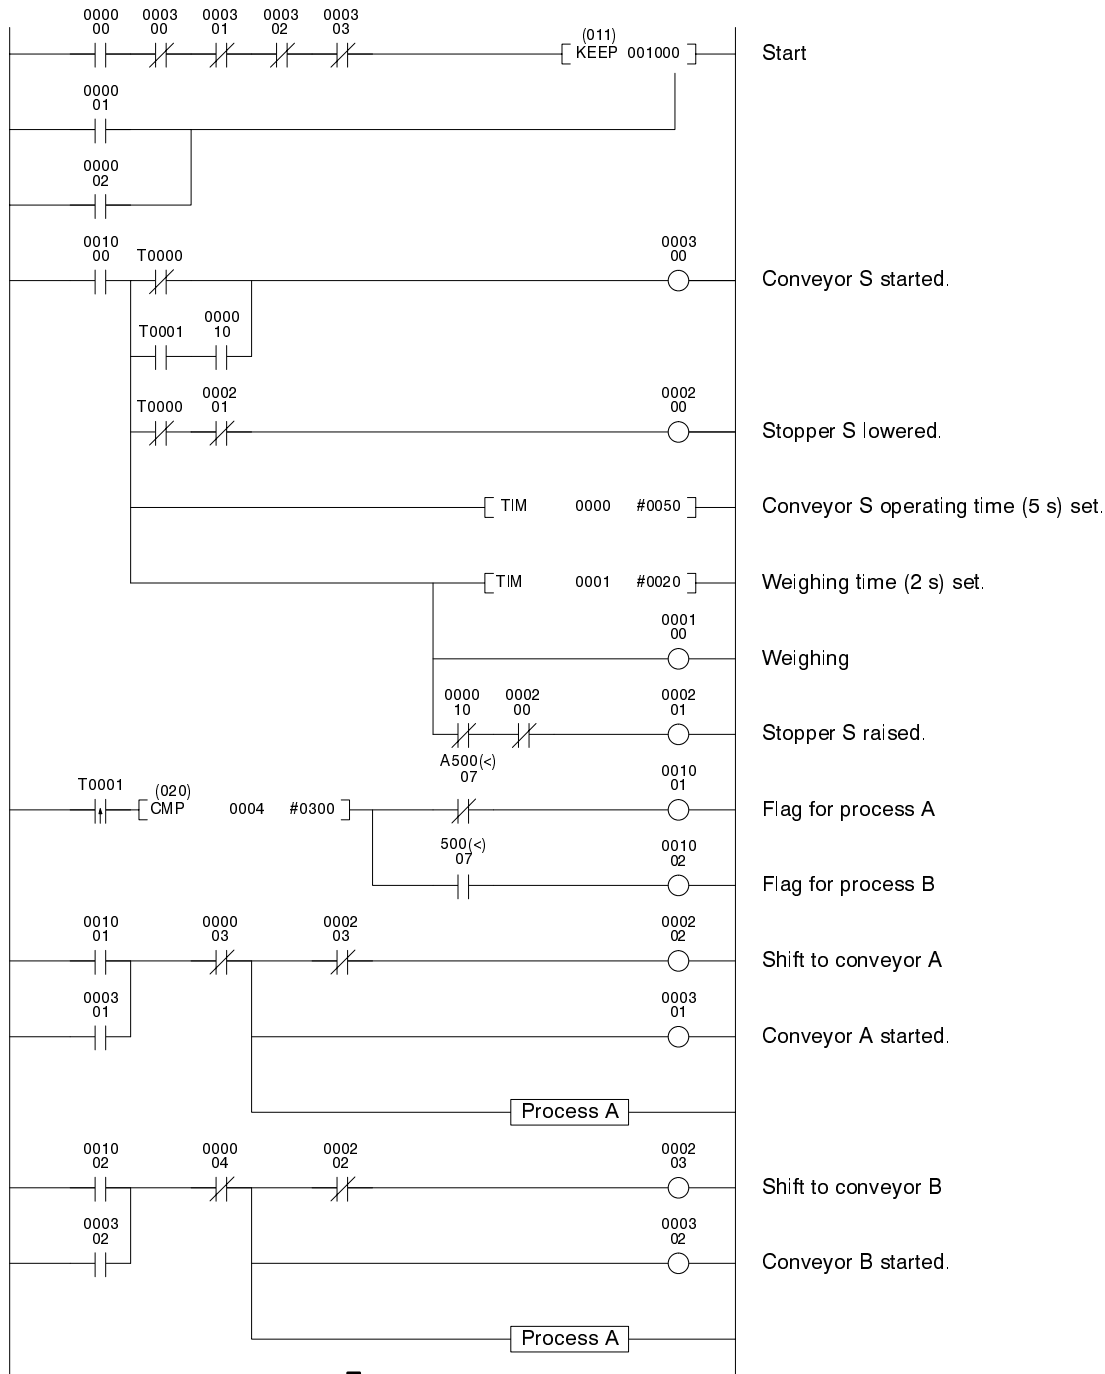 0000 0003 0003 0003 0003
00 00 01 02 03
(011)
KEEP 001000
Start
0000
01
0000
02
0010
00
T0000
0003
00
Conveyor S started.
T0001
0000
10
T0000
0002
01
0002
00
Stopper S lowered.
TIM 0000 #0050
Conveyor S operating time (5 s) set.
TIM 0001 #0020
Weighing time (2 s) set.
0001
00
Weighing
0000 0002
10 00
0002
01
Stopper S raised.
A500(<)
07
T0001
(020)
CMP 0004 #0300
0010
01
Flag for process A
500(<)
07
0010
02
Flag for process B
0010 0000 0002
01 03 03
0002
02
Shift to conveyor A
0003
01
0003
01
Conveyor A started.
Process A
0010 0000 0002
02 04 02
0002
03
Shift to conveyor B
0003
02
0003
02
Conveyor B started.
Process A